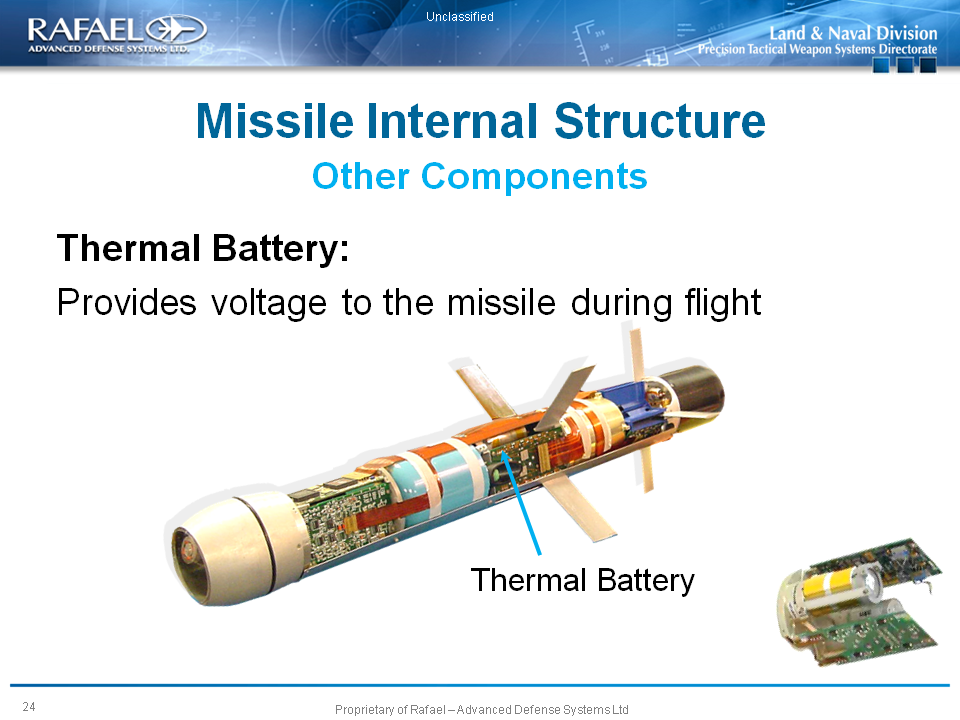 Unclassified
RAFAEL
ADVANCED DEFENSE SYSTEMS LTD.
Land & Naval Division
Precision Tactical Weapon Systems Directorate
Missile Internal Structure
Other Components
Thermal Battery:
Provides voltage to the missile during flight
Thermal Battery
24
Proprietary of Rafael – Advanced Defense Systems Ltd